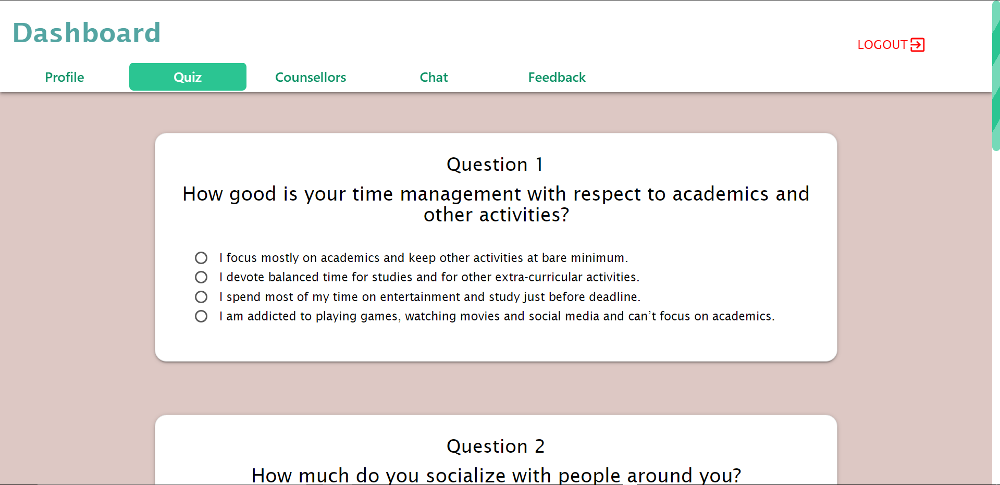 Dashboard
LOGOUT
Profile Quiz Counsellors Chat Feedback
Question 1
How good is your time management with respect to academics and
other activities?
I focus mostly on academics and keep other activities at bare minimum.
I devote balanced time for studies and for other extra-curricular activities.
I spend most of my time on entertainment and study just before deadline.
I am addicted to playing games, watching movies and social media and can’t focus on academics.
Question 2
How much do you socialize with people around you?